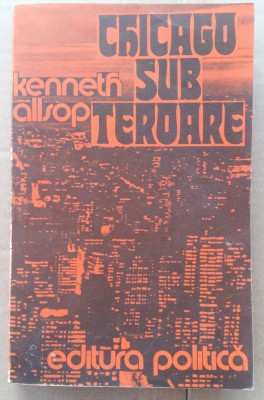 CHICAGO
SUB
TEROARE
kenneth
allsop
editura politică